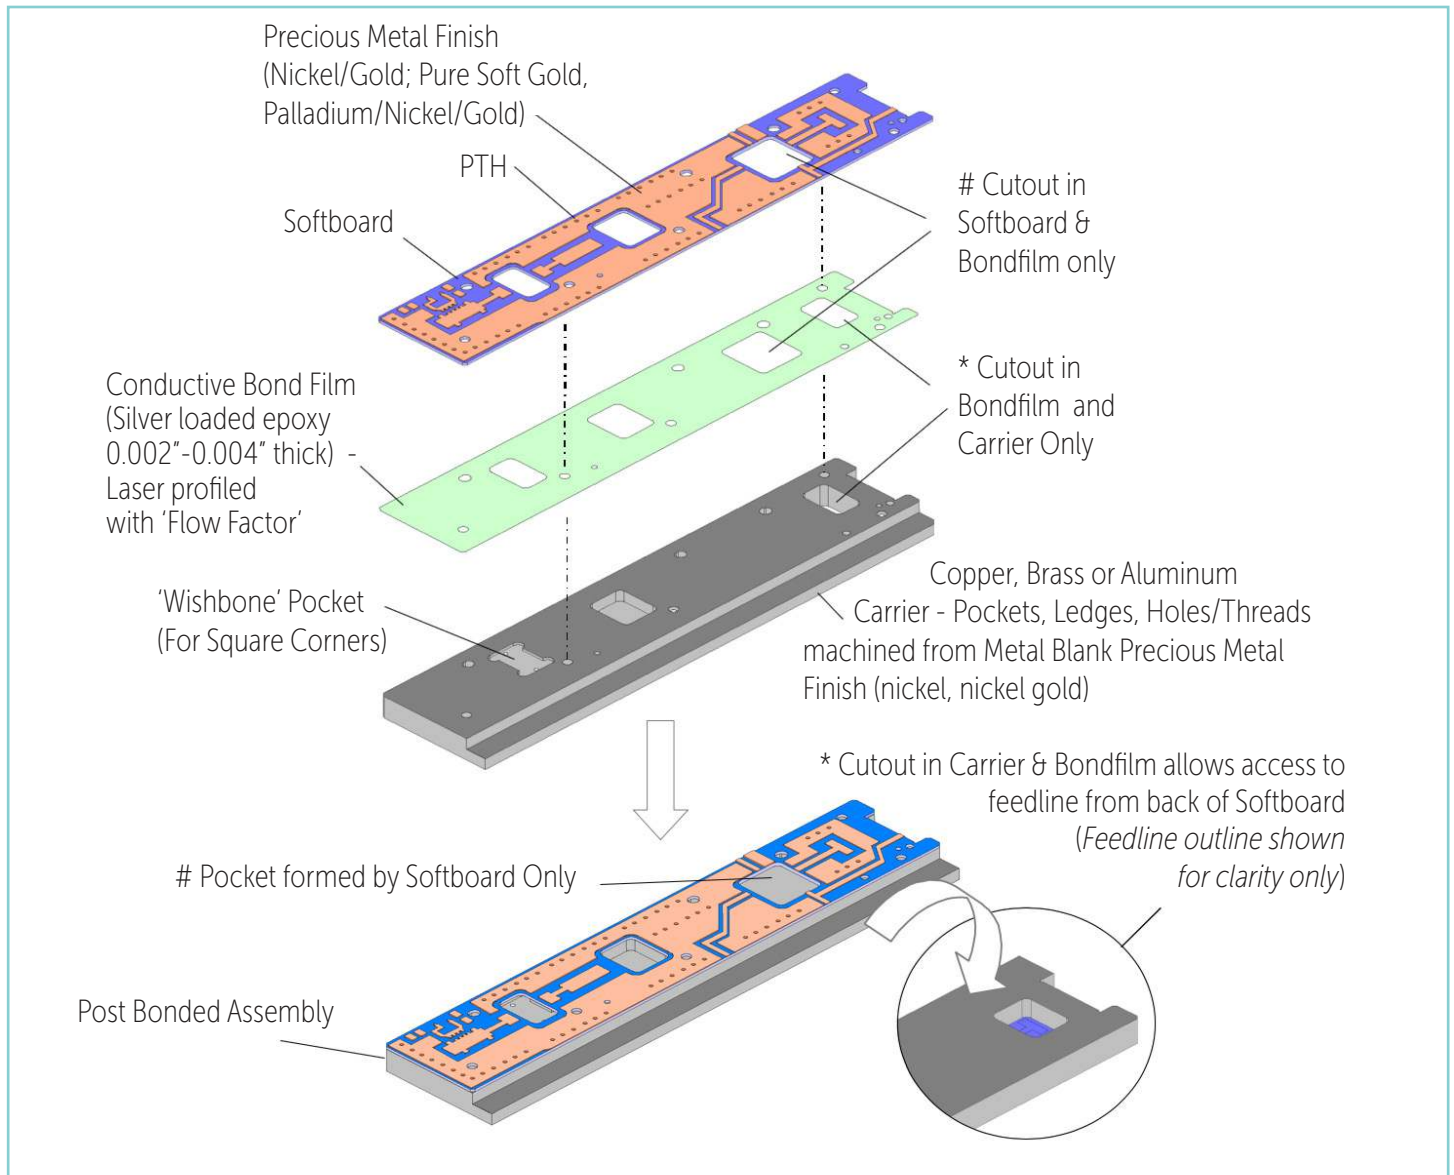 Precious Metal Finish
(Nickel/Gold; Pure Soft Gold,
Palladium/Nickel/Gold)
PTH
Softboard
# Cutout in
Softboard &
Bondfilm only
* Cutout in
Bondfilm and
Carrier Only
Conductive Bond Film
(Silver loaded epoxy
0.002"-0.004" thick) -
Laser profiled
with 'Flow Factor'
'Wishbone' Pocket
(For Square Corners)
Copper, Brass or Aluminum
Carrier - Pockets, Ledges, Holes/Threads
machined from Metal Blank Precious Metal
Finish (nickel, nickel gold)
* Cutout in Carrier & Bondfilm allows access to
feedline from back of Softboard
(Feedline outline shown
for clarity only)
# Pocket formed by Softboard Only
Post Bonded Assembly